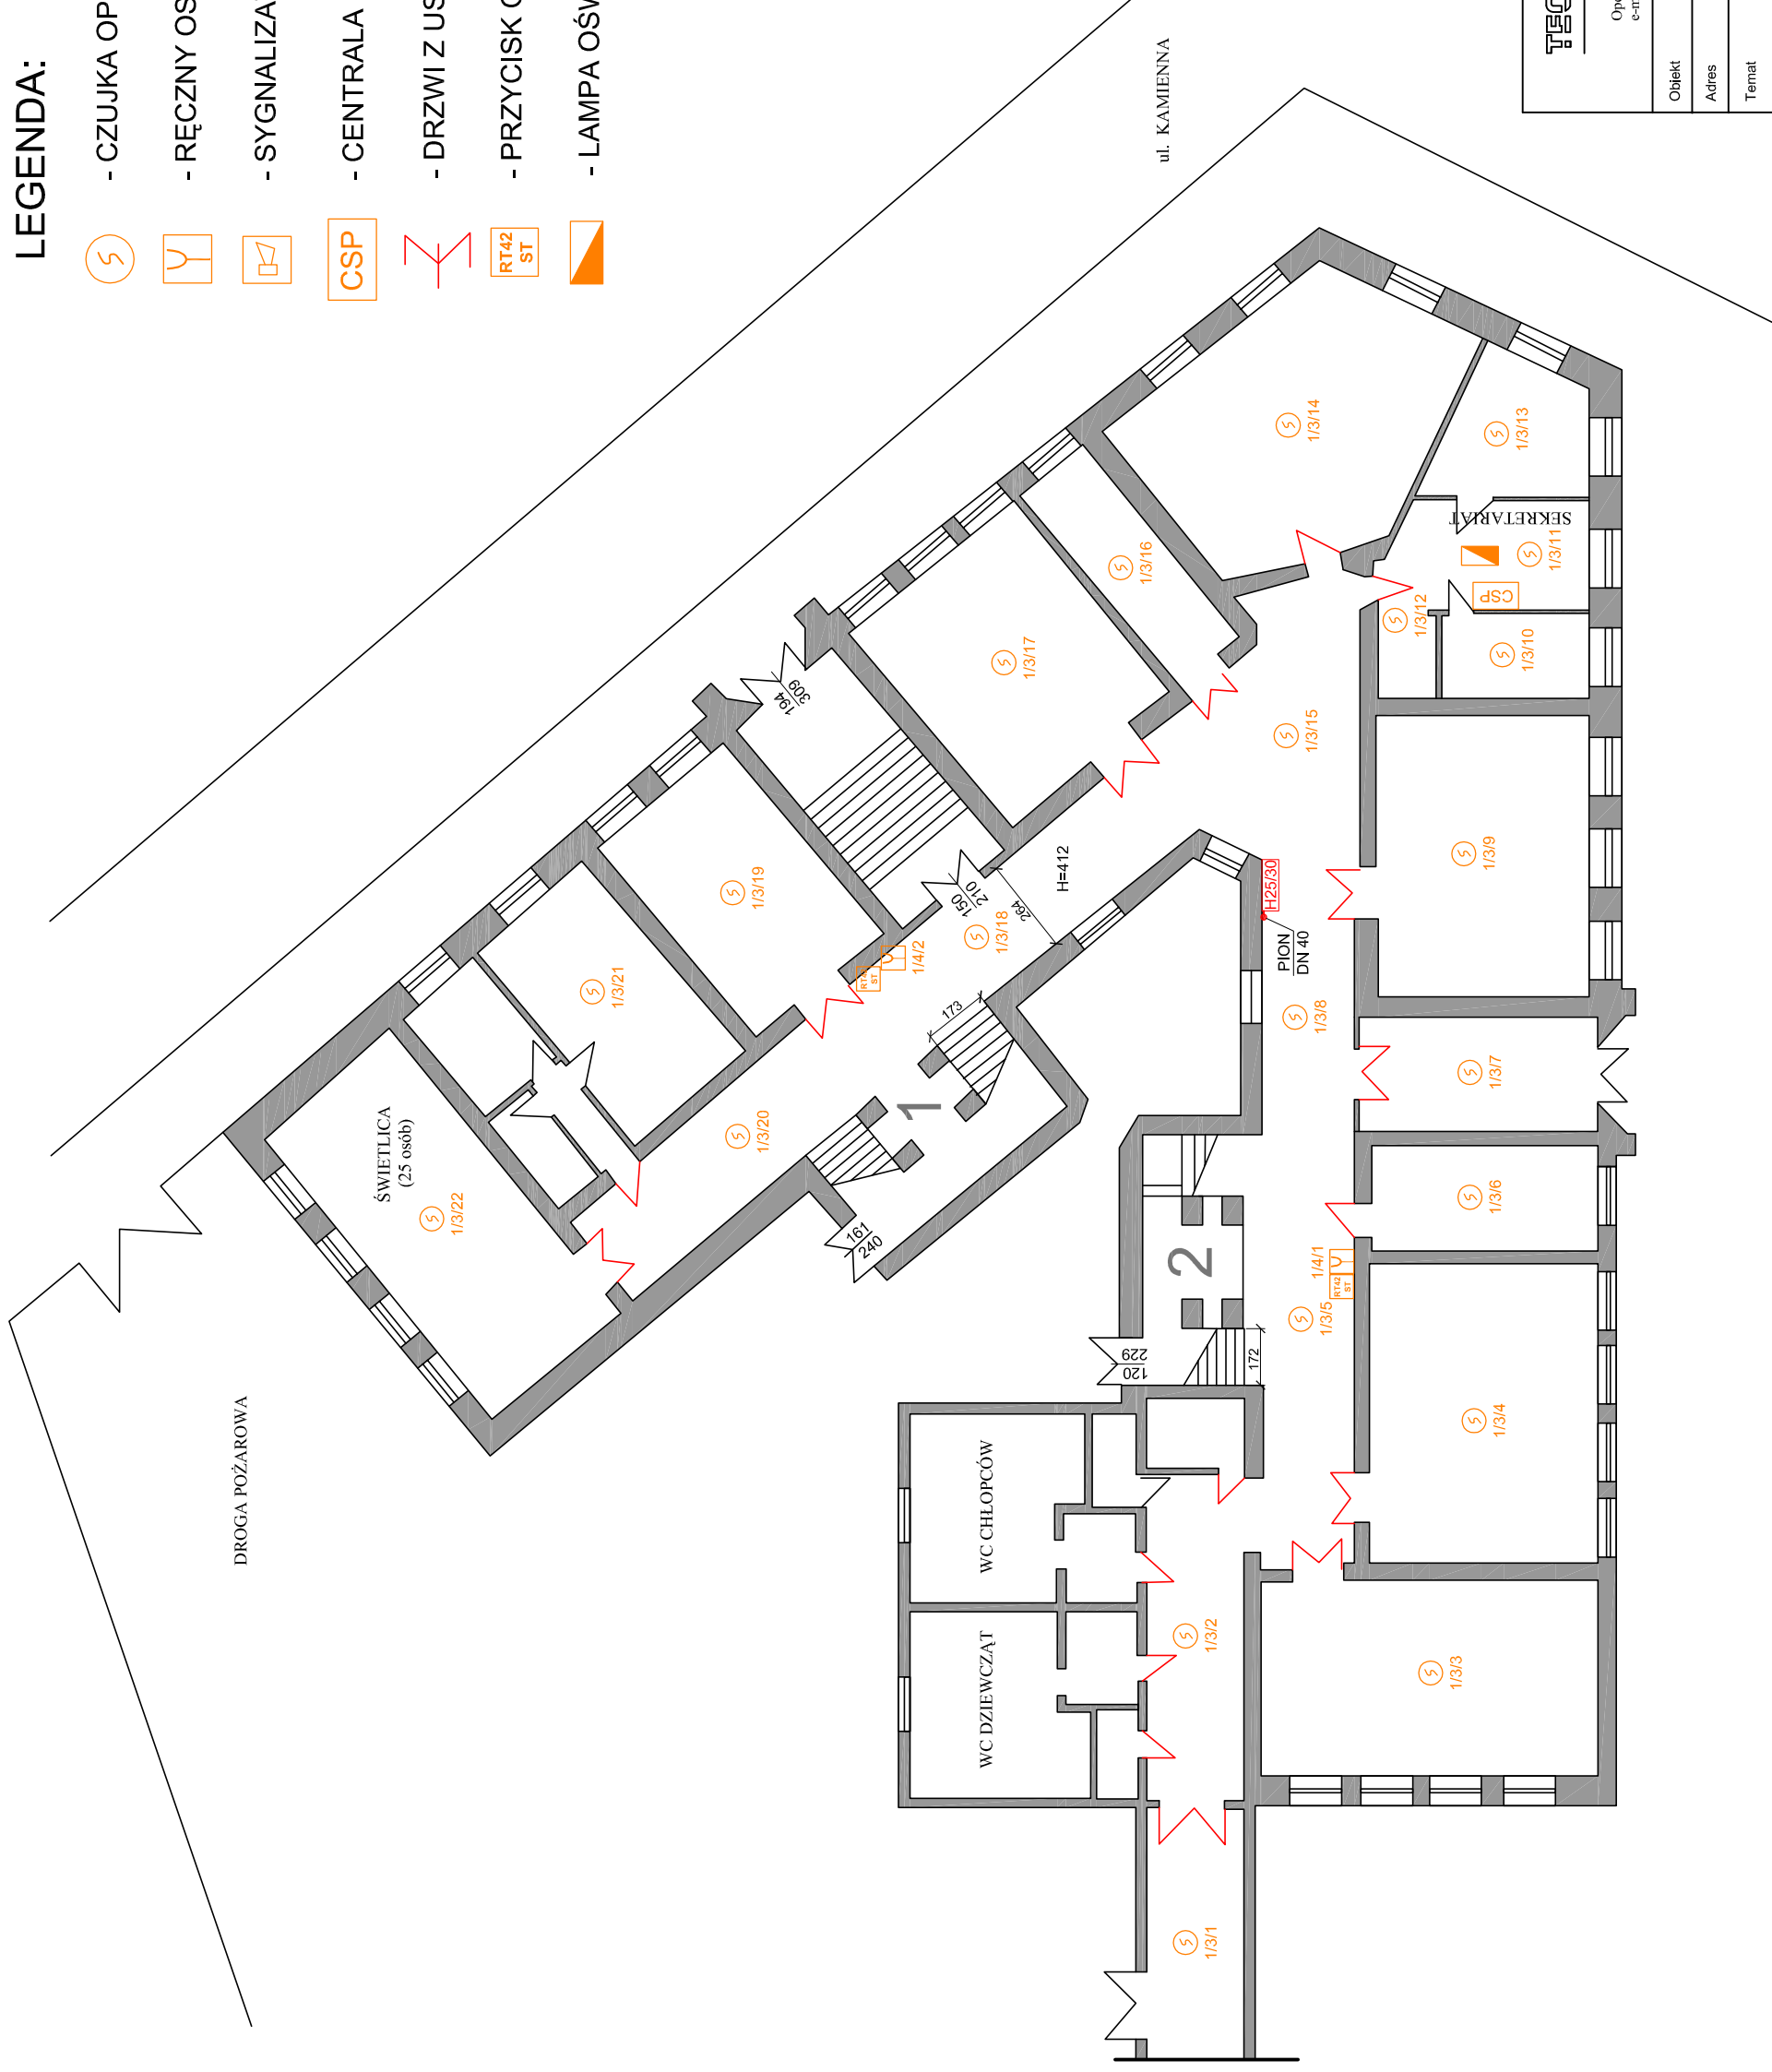 LEGENDA:
- CZUJKA OP
- RĘCZNY OS
- SYGNALIZA
CSP
- CENTRALA
- DRZWI Z US
RT42
ST
- PRZYCISK
- LAMPA OŚW
ul. KAMIENNA
Obiekt
Adres
Temat
DROGA POŻAROWA
ŚWIETLICA
(25 osób)
1/3/22
1/3/21
1/3/20
1/3/19
1/3/18
1/3/17
1/3/16
1/3/15
1/3/14
1/3/13
SEKRETARIAT
1/3/11
CSP
1/3/12
1/3/10
1/3/9
1/3/8
1/3/7
1/3/6
1/3/5
1/3/4
1/3/3
1/3/2
1/3/1
194
309
150
210
264
H=412
RT42
ST
1/4/2
173
1
161
240
H25/30
PION
DN 40
2
120
229
172
1/4/1
RT42
ST
WC CHŁOPCÓW
WC DZIEWCZĄT